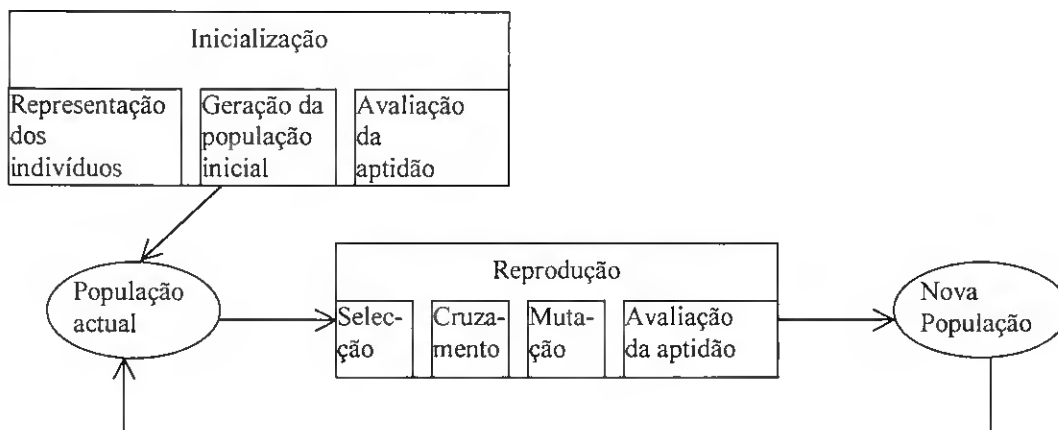 Inicialização
Representação
dos
indivíduos
Geração da
população
inicial
Avaliação
da
aptidão
População
actual
Reprodução
Selec-
ção
Cruza-
mento
Muta-
ção
Avaliação
da aptidão
Nova
População